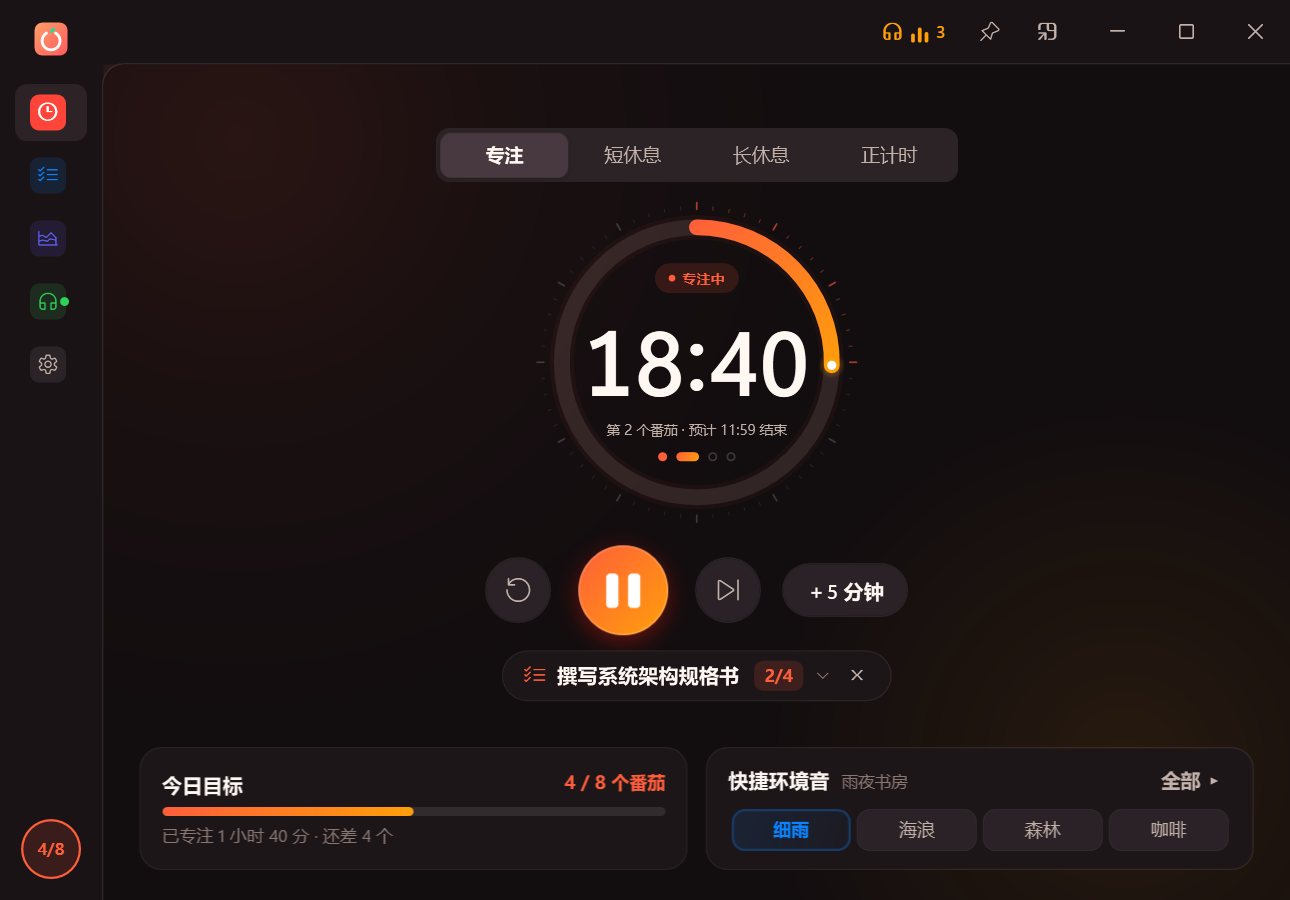 3
专注 短休息 长休息 正计时
专注中
18:40
第 2 个番茄 · 预计 11:59 结束
+ 5 分钟
撰写系统架构规格书 2/4
今日目标 4 / 8 个番茄
已专注 1 小时 40 分 · 还差 4 个
快捷环境音 雨夜书房 全部
细雨 海浪 森林 咖啡
4/8